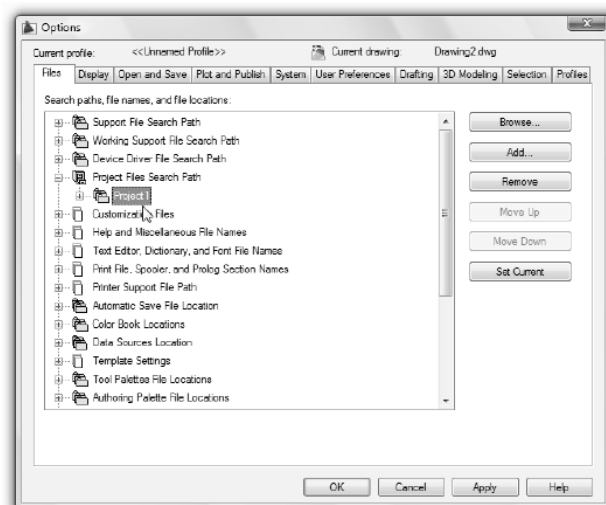 Options
Current profile: <<Unnamed Profile>> Current drawing: Drawing2.dwg
Files Display Open and Save Plot and Publish System User Preferences Drafting 3D Modeling Selection Profiles
Search paths, file names, and file locations:
Support File Search Path
Browse...
Working Support File Search Path
Device Driver File Search Path
Add...
Project Files Search Path
Remove
Project1
Customization Files
Move Up
Help and Miscellaneous File Names
Text Editor, Dictionary, and Font File Names
Move Down
Print File, Spooler, and Prolog Section Names
Set Current
Printer Support File Path
Automatic Save File Location
Color Book Locations
Data Sources Location
Template Settings
Tool Palettes File Locations
Authoring Palette File Locations
OK Cancel Apply Help